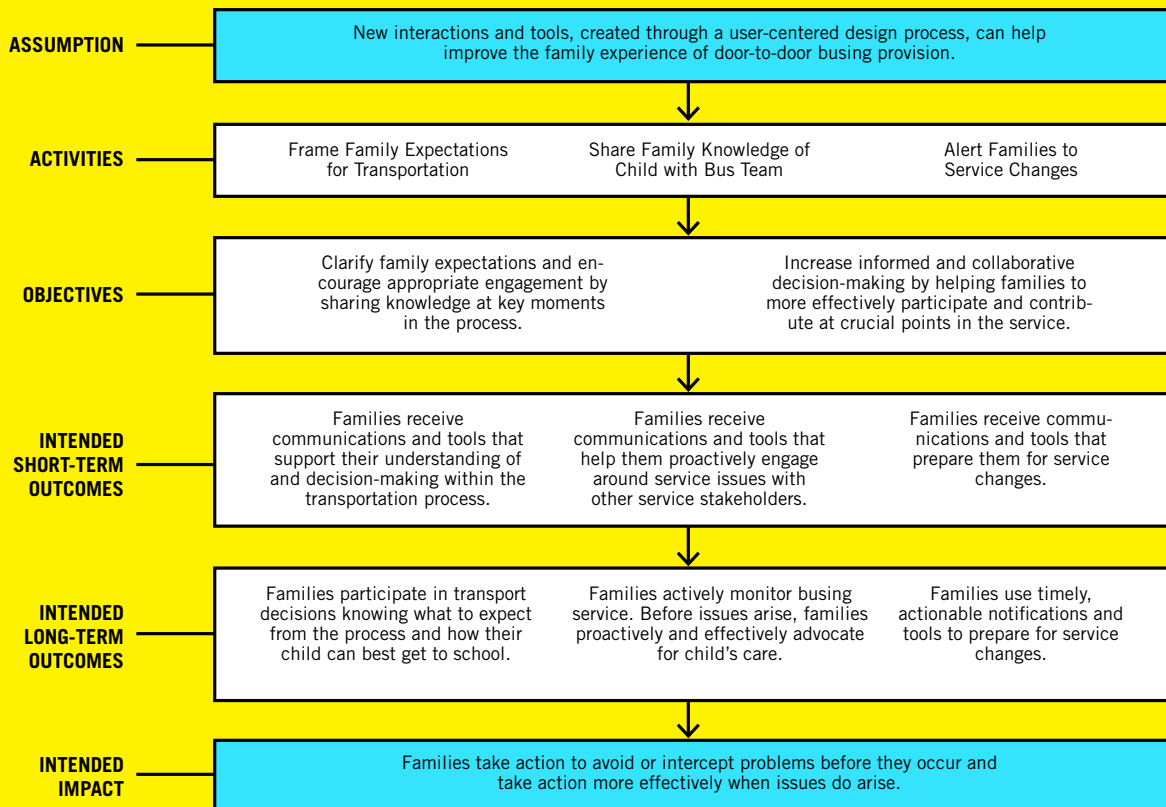 ASSUMPTION
New interactions and tools, created through a user-centered design process, can help
improve the family experience of door-to-door busing provision.
ACTIVITIES
Frame Family Expectations
for Transportation
Share Family Knowledge of
Child with Bus Team
Alert Families to
Service Changes
OBJECTIVES
Clarify family expectations and en-
courage appropriate engagement by
sharing knowledge at key moments
in the process.
Increase informed and collaborative
decision-making by helping families to
more effectively participate and contrib-
ute at crucial points in the service.
INTENDED
SHORT-TERM
OUTCOMES
Families receive
communications and tools that
support their understanding of
and decision-making within the
transportation process.
Families receive
communications and tools that
help them proactively engage
around service issues with
other service stakeholders.
Families receive commu-
nications and tools that
prepare them for service
changes.
INTENDED
LONG-TERM
OUTCOMES
Families participate in transport
decisions knowing what to expect
from the process and how their
child can best get to school.
Families actively monitor busing
service. Before issues arise, families
proactively and effectively advocate
for child's care.
Families use timely,
actionable notifications and
tools to prepare for service
changes.
INTENDED
IMPACT
Families take action to avoid or intercept problems before they occur and
take action more effectively when issues do arise.